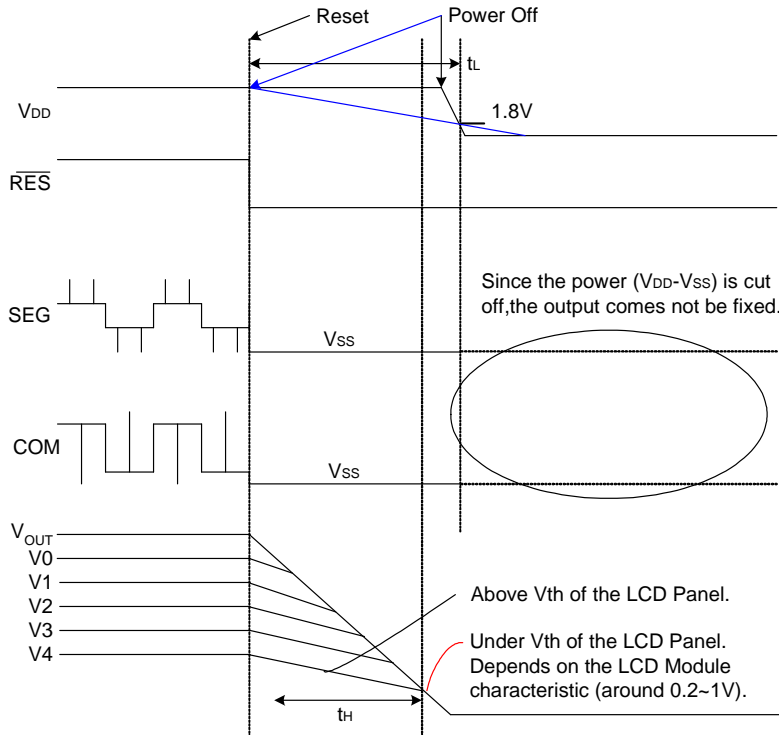 Reset
Power Off
tL
VDD
1.8V
RES
Since the power (VDD-VSS) is cut
off,the output comes not be fixed.
SEG
VSS
COM
VSS
VOUT
V0
V1
V2
V3
V4
Above Vth of the LCD Panel.
Under Vth of the LCD Panel.
Depends on the LCD Module
characteristic (around 0.2~1V).
tH